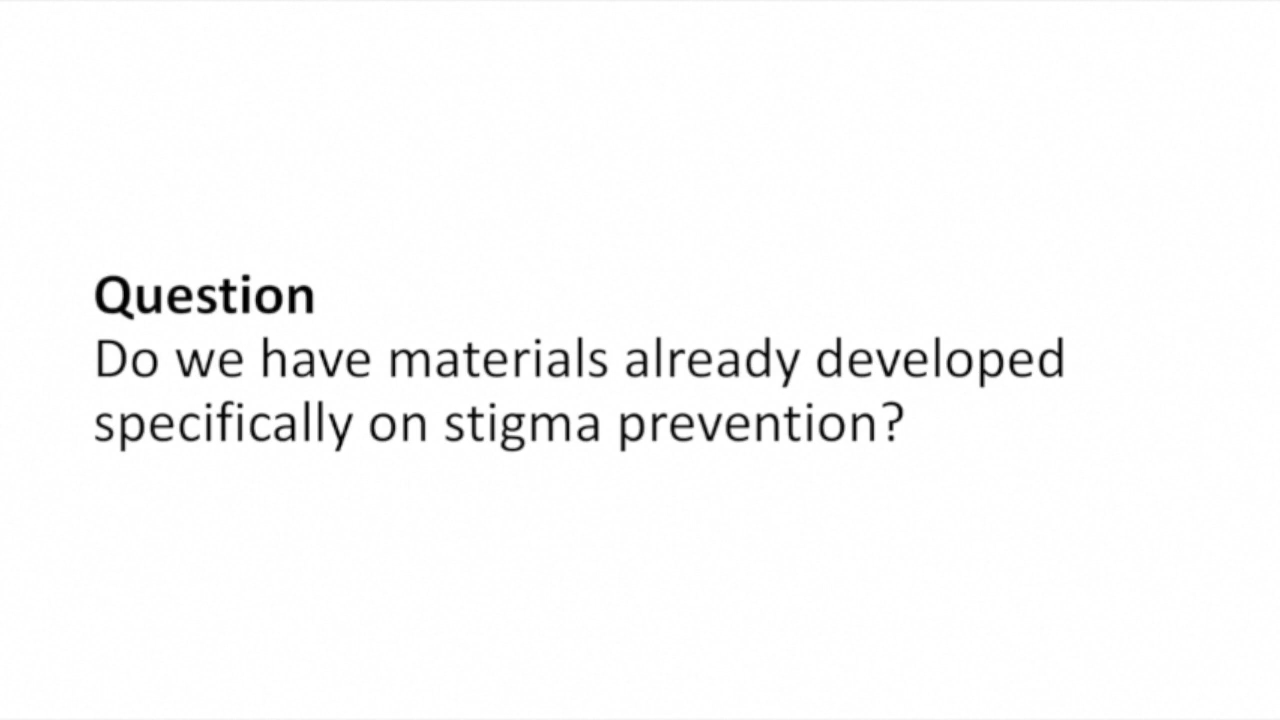 Question
Do we have materials already developed
specifically on stigma prevention?